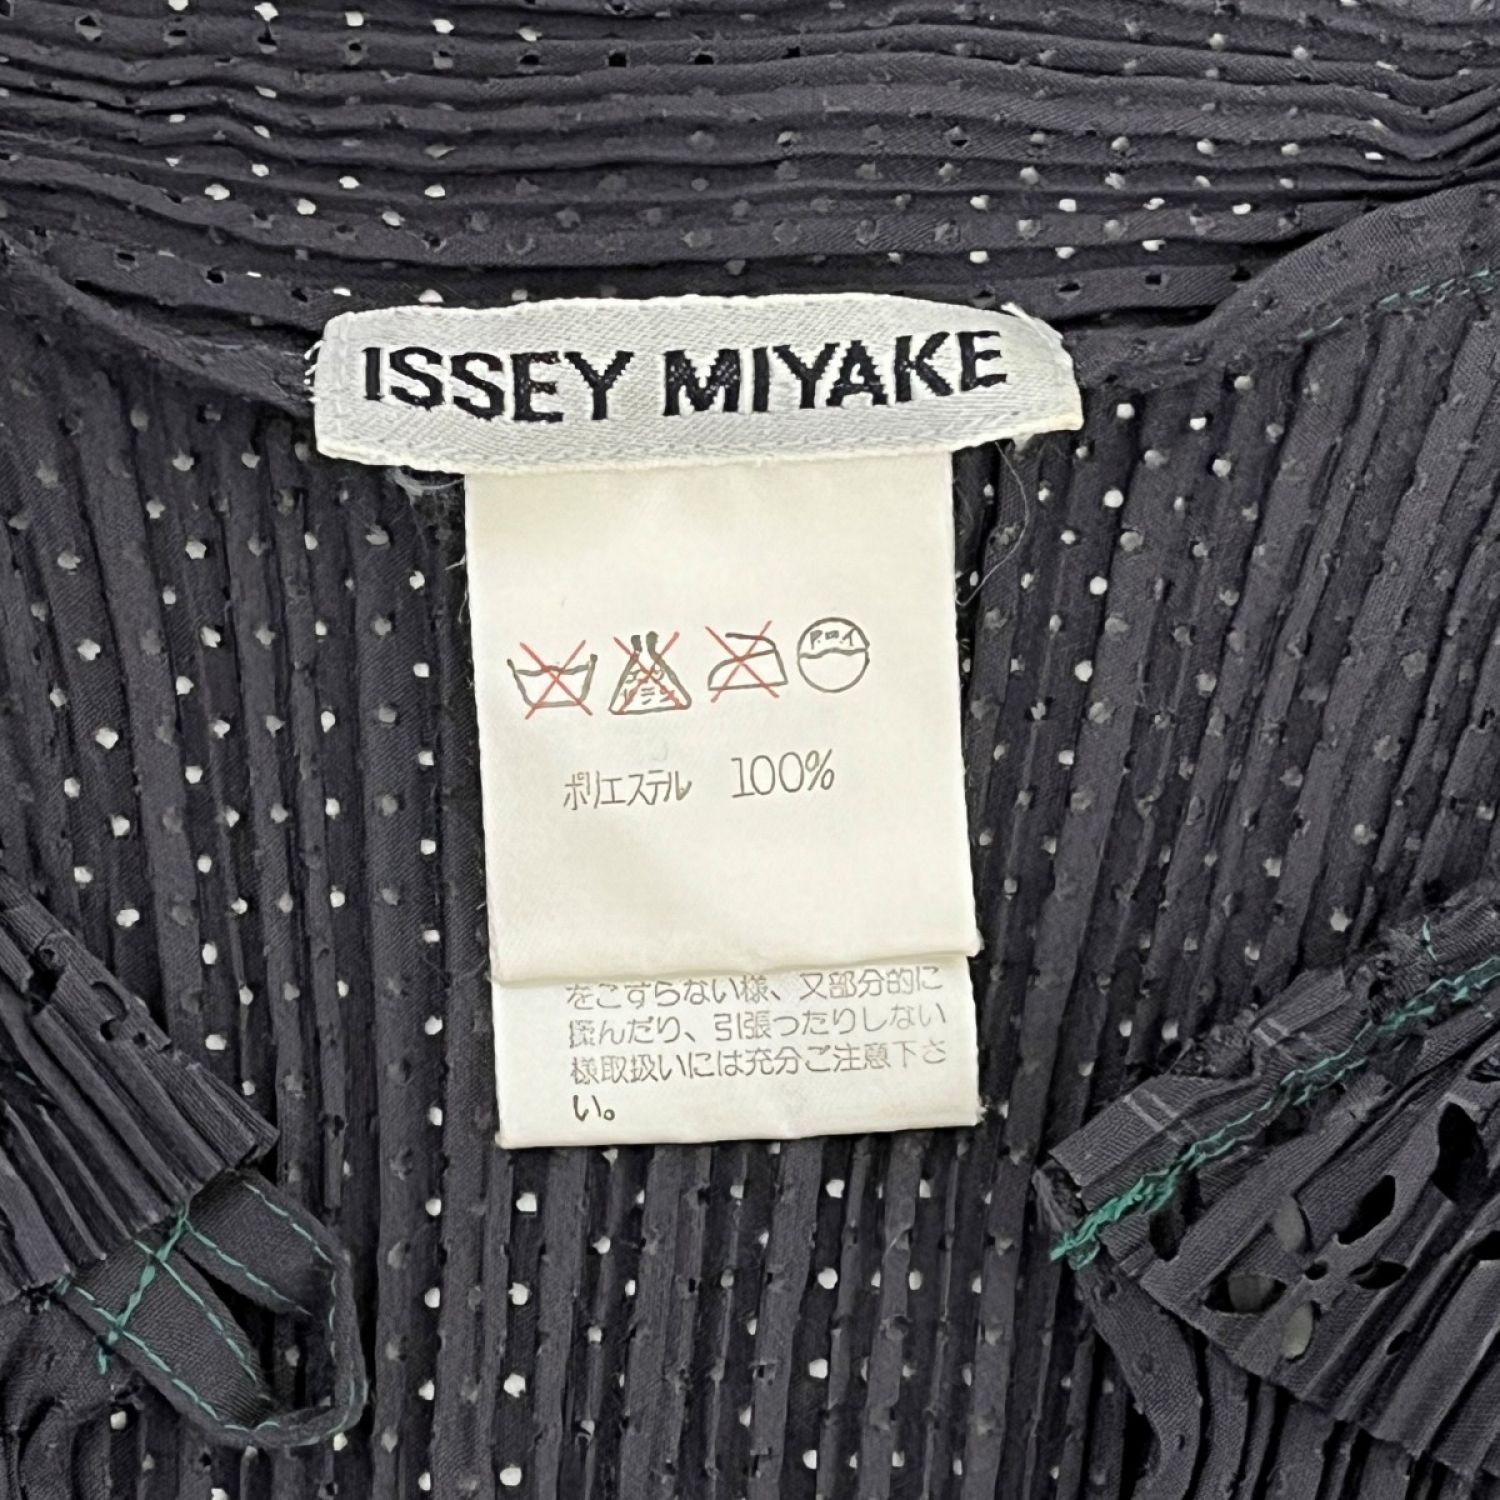 ISSEY MIYAKE
ポリエステル 100%
をこすらない様、又部分的に
揉んだり、引張ったりしない
様取扱いには充分ご注意下さ
い。